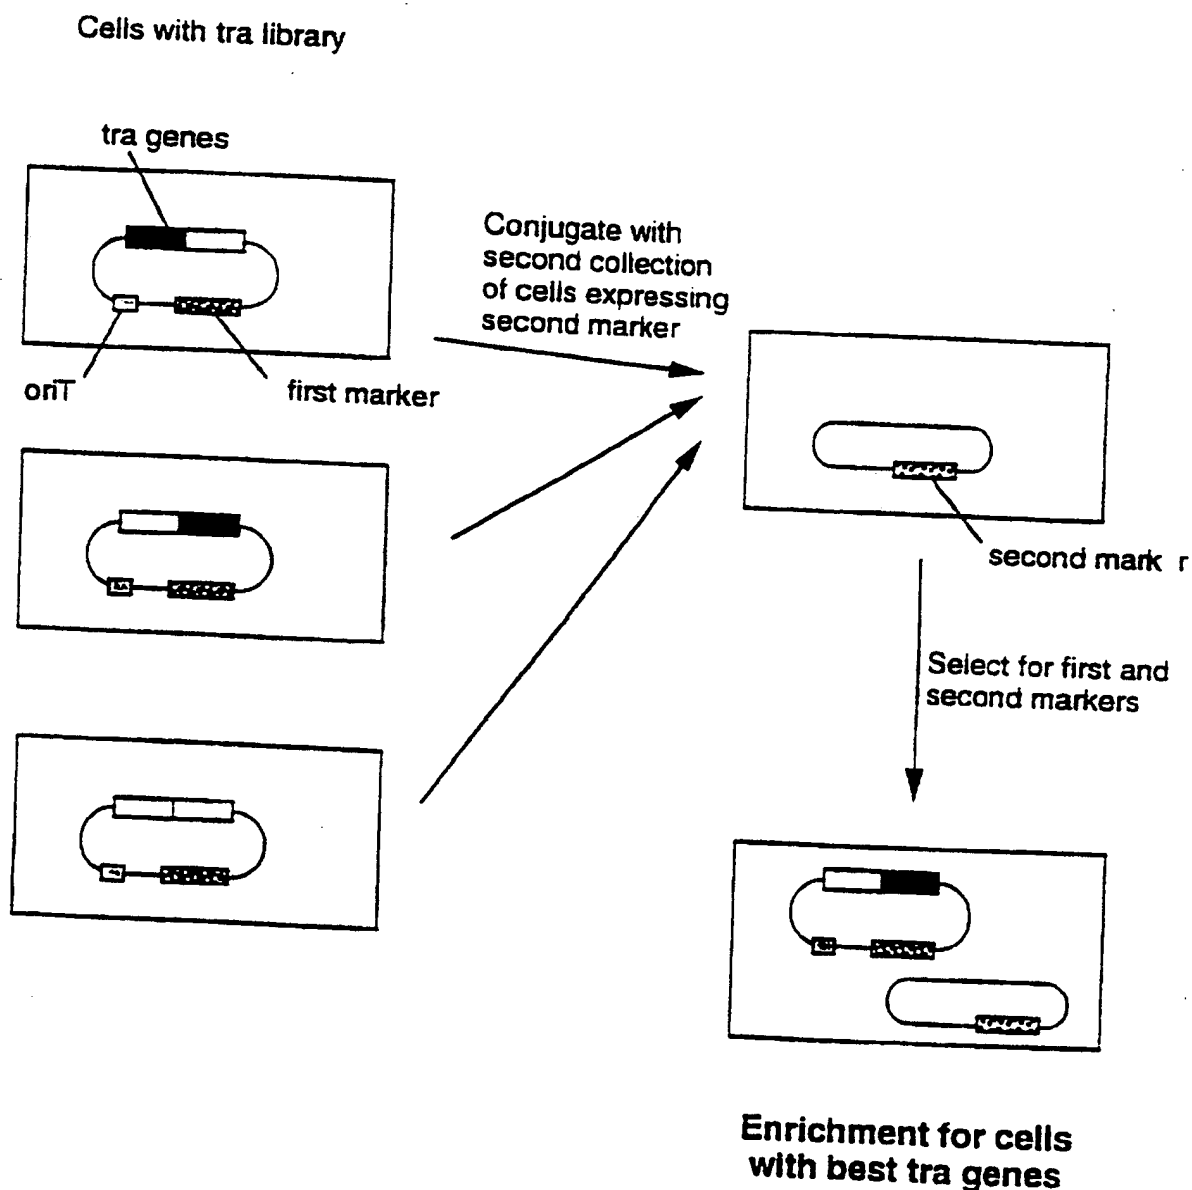 Cells with tra library
tra genes
oriT
first marker
Conjugate with
second collection
of cells expressing
second marker
second mark r
Select for first and
second markers
Enrichment for cells
with best tra genes